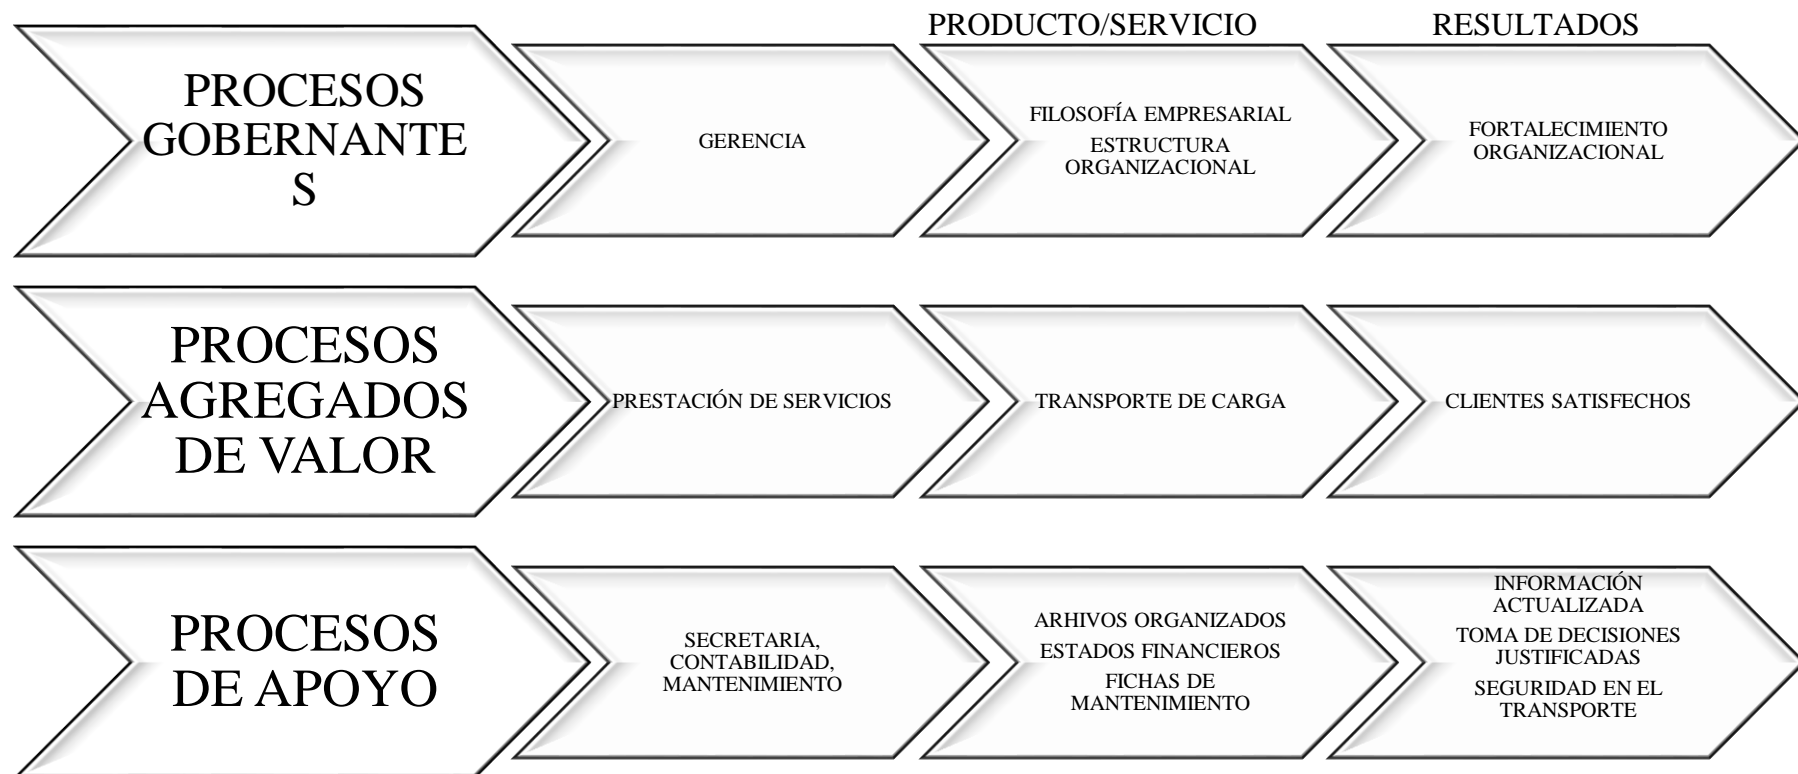 PRODUCTO/SERVICIO
RESULTADOS
PROCESOS
GOBERNANTE
S
GERENCIA
FILOSOFÍA EMPRESARIAL
ESTRUCTURA
ORGANIZACIONAL
FORTALECIMIENTO
ORGANIZACIONAL
PROCESOS
AGREGADOS
DE VALOR
PRESTACIÓN DE SERVICIOS
TRANSPORTE DE CARGA
CLIENTES SATISFECHOS
PROCESOS
DE APOYO
SECRETARIA,
CONTABILIDAD,
MANTENIMIENTO
ARHIVOS ORGANIZADOS
ESTADOS FINANCIEROS
FICHAS DE
MANTENIMIENTO
INFORMACIÓN
ACTUALIZADA
TOMA DE DECISIONES
JUSTIFICADAS
SEGURIDAD EN EL
TRANSPORTE